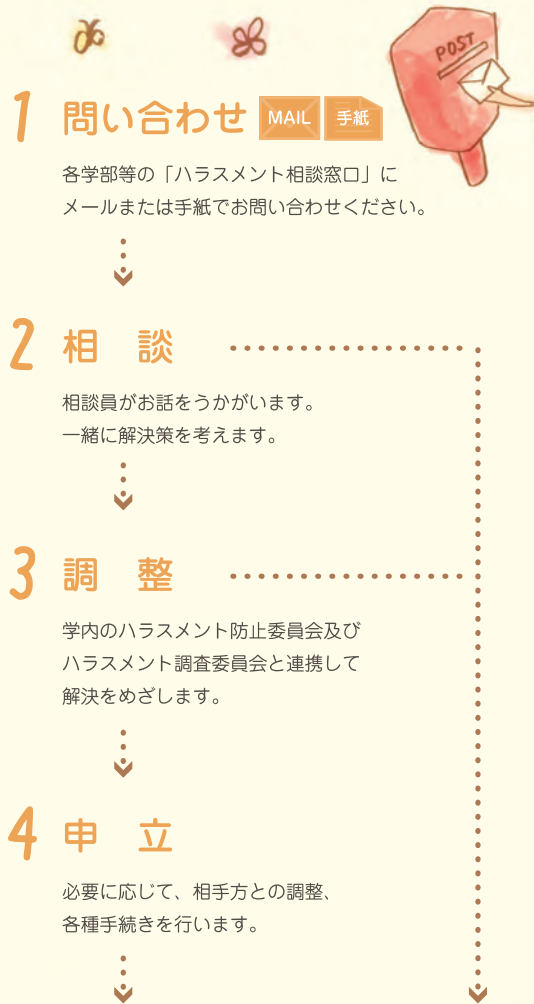 POST
1 問い合わせ MAIL 手紙
各学部等の「ハラスメント相談窓口」に
メールまたは手紙でお問い合わせください。
2 相 談
相談員がお話をうかがいます。
一緒に解決策を考えます。
3 調 整
学内のハラスメント防止委員会及び
ハラスメント調査委員会と連携して
解決をめざします。
4 申 立
必要に応じて、相手方との調整、
各種手続きを行います。